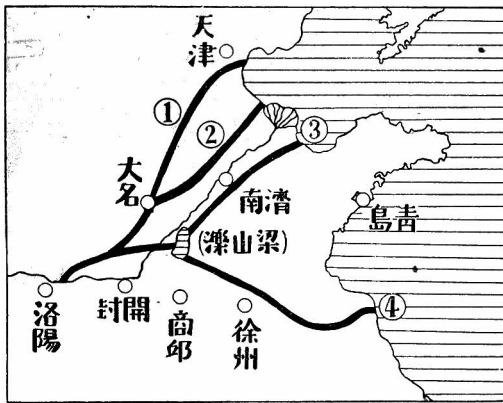 天津
①
②
③
大名
濟南
青島
(梁山濼)
④
洛陽
開封
商邱
徐州